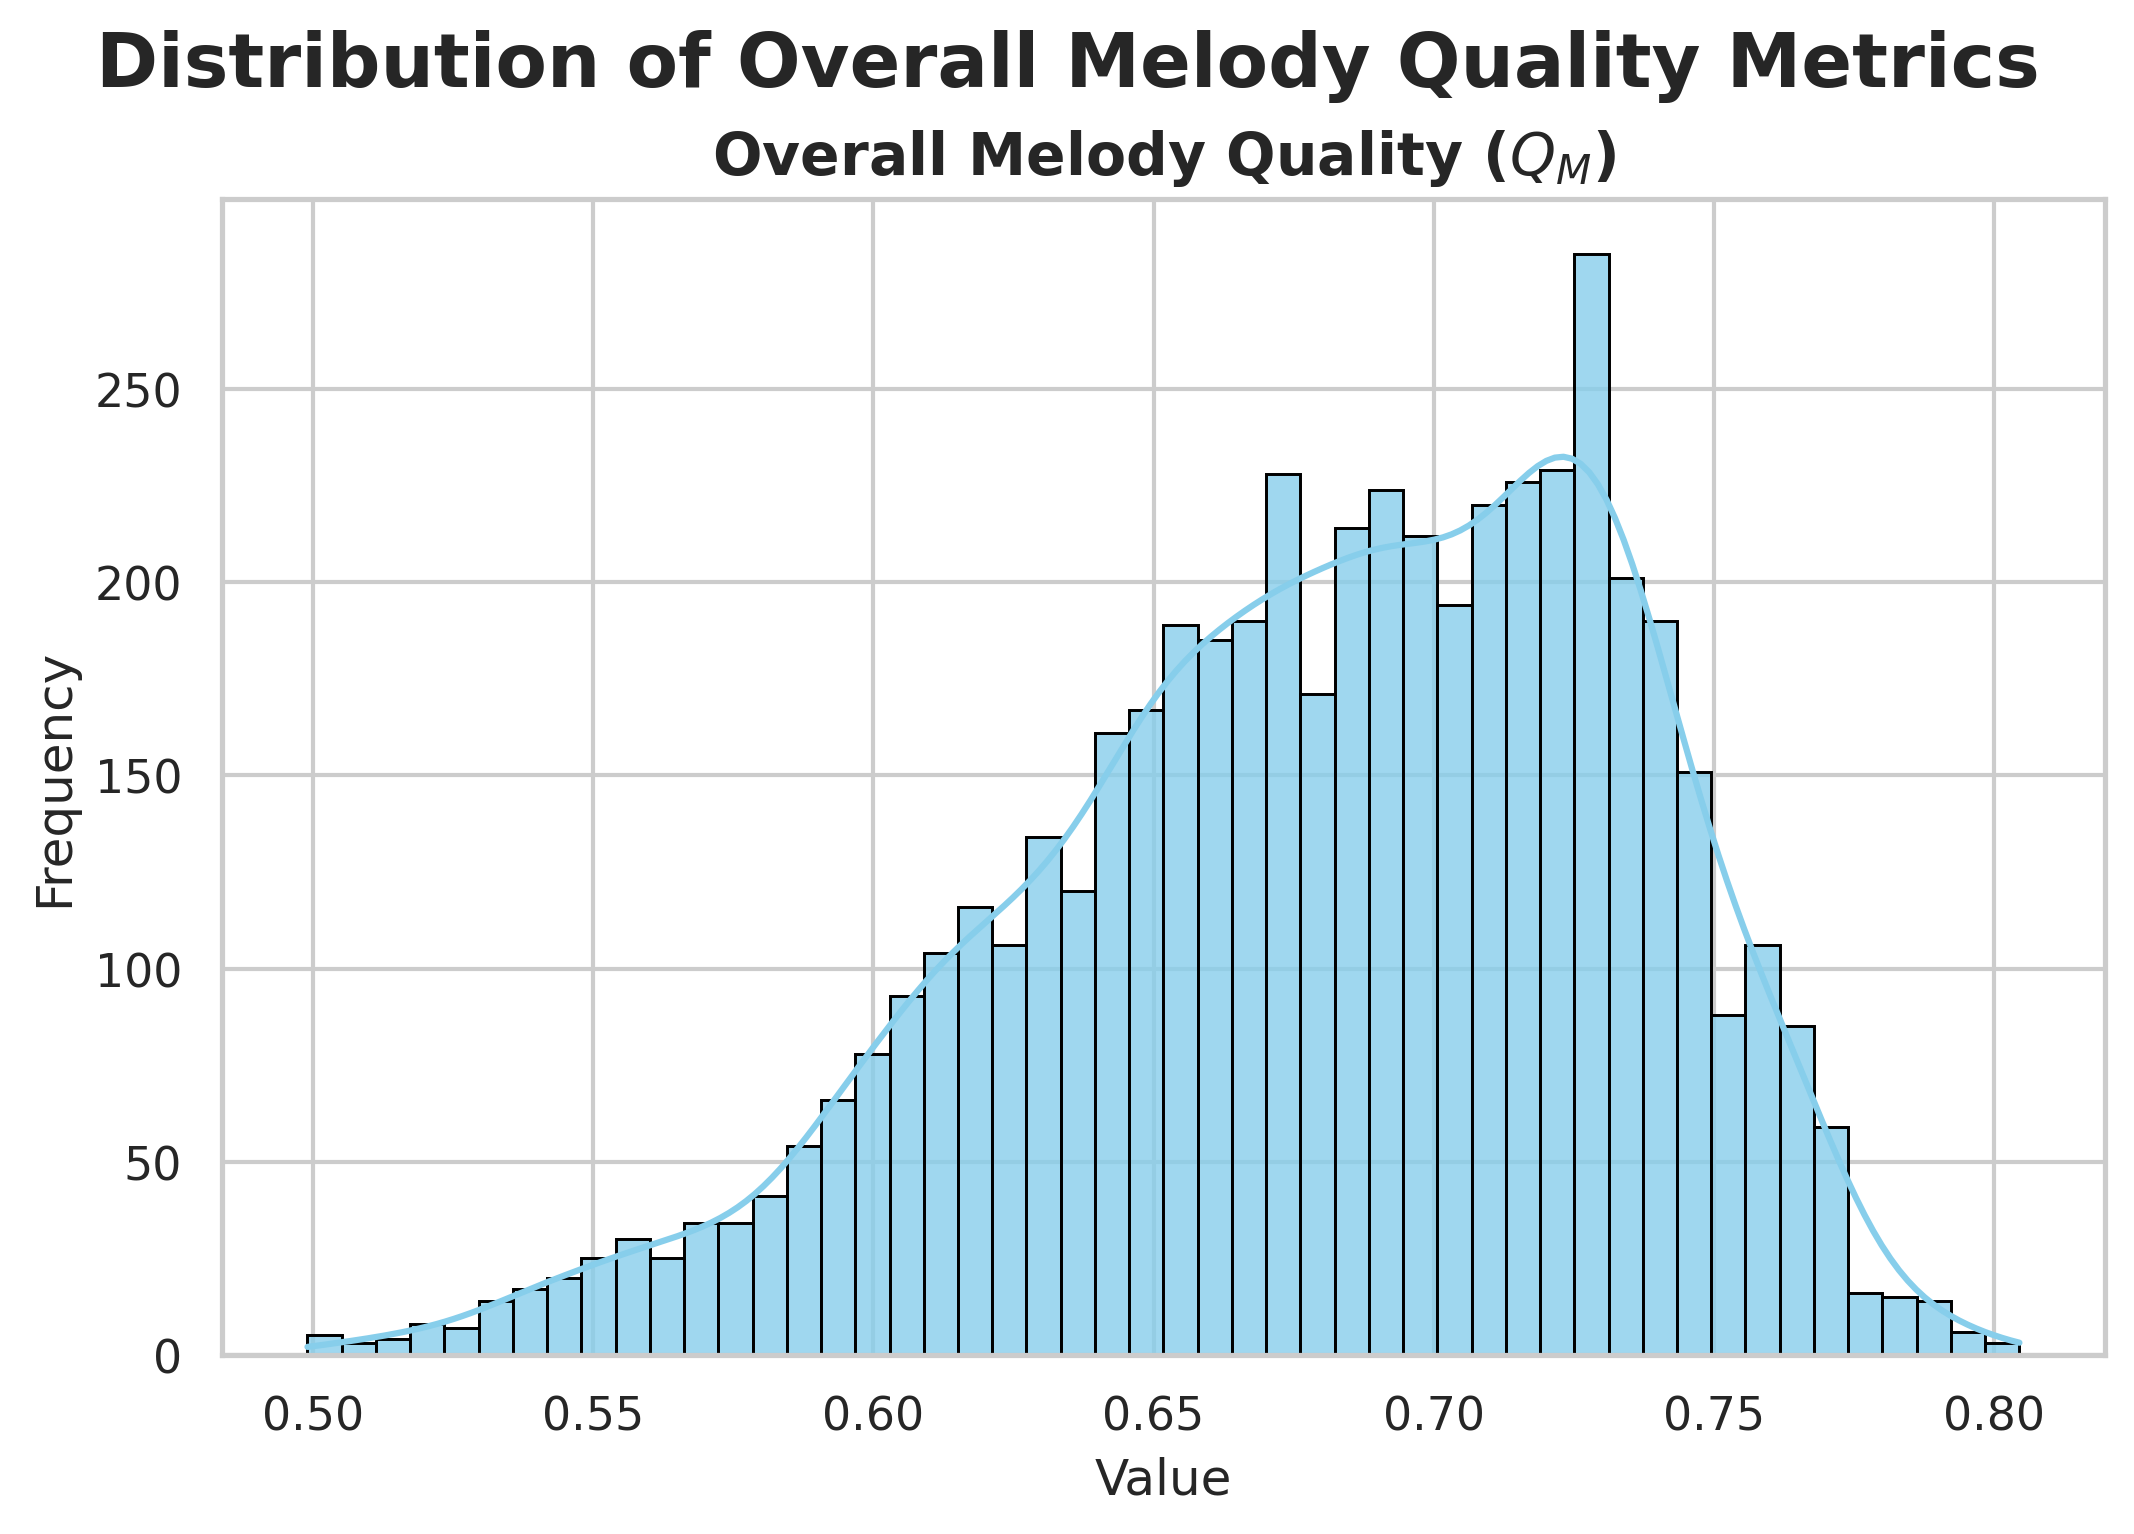 Distribution of Overall Melody Quality Metrics
Overall Melody Quality (Q_M)
250
200
150
100
50
0
Frequency
0.50 0.55 0.60 0.65 0.70 0.75 0.80
Value